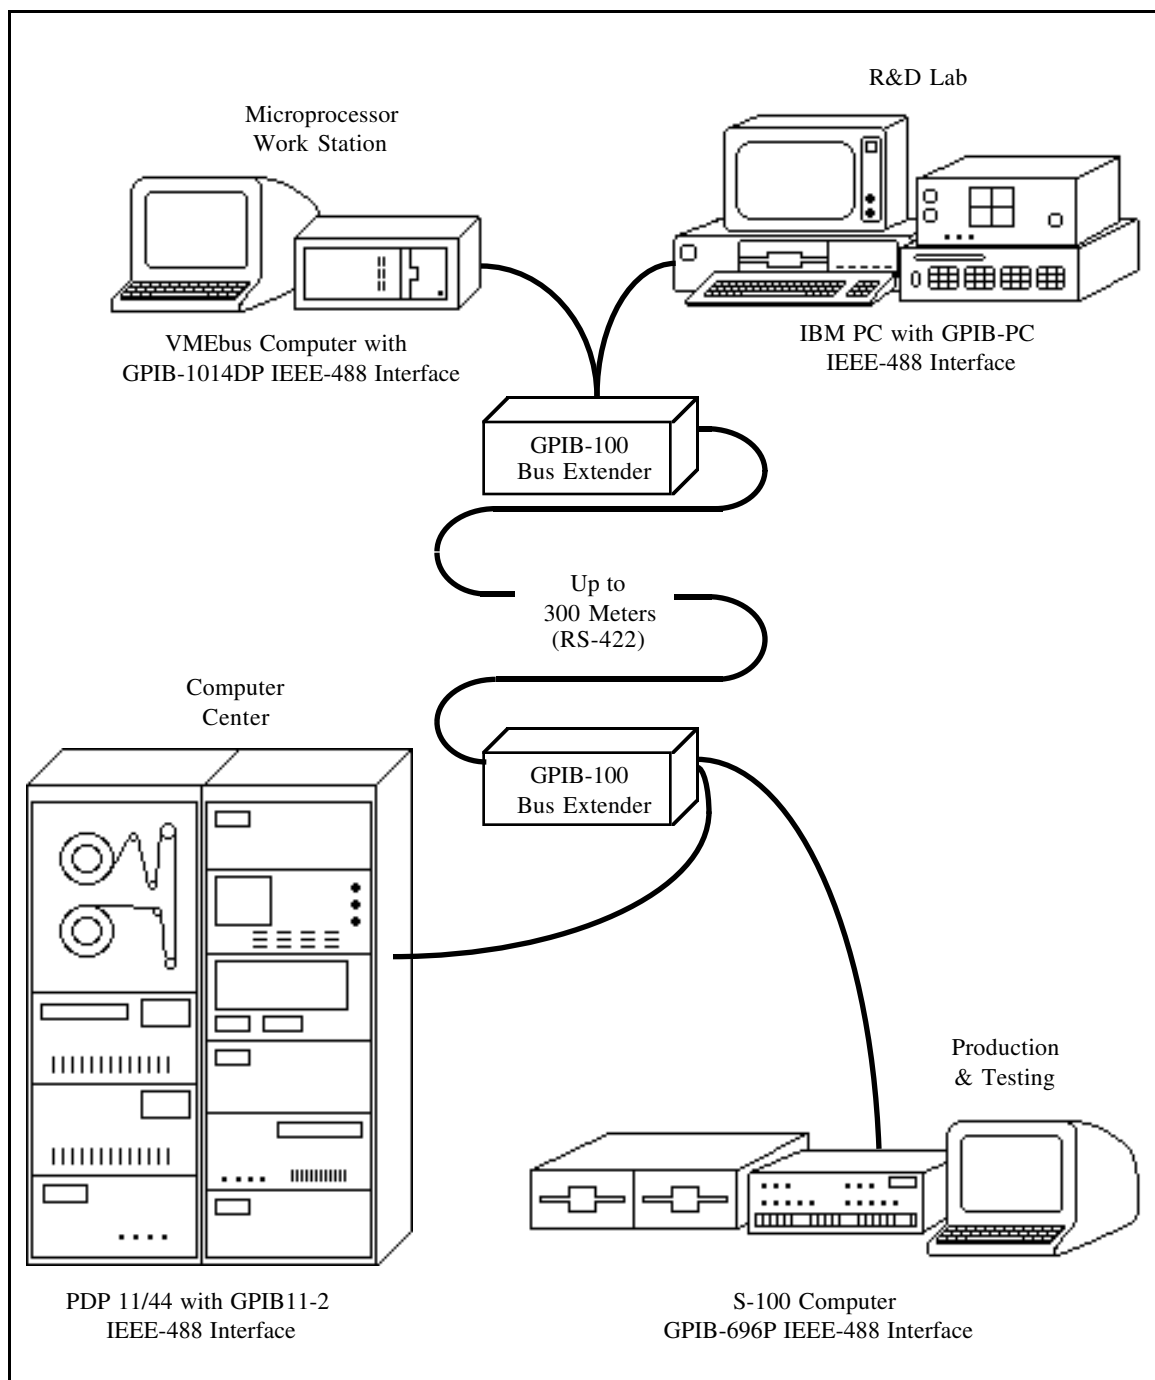 R&D Lab
Microprocessor
Work Station
VMEbus Computer with
GPIB-1014DP IEEE-488 Interface
IBM PC with GPIB-PC
IEEE-488 Interface
GPIB-100
Bus Extender
Up to
300 Meters
(RS-422)
Computer
Center
GPIB-100
Bus Extender
Production
& Testing
PDP 11/44 with GPIB11-2
IEEE-488 Interface
S-100 Computer
GPIB-696P IEEE-488 Interface